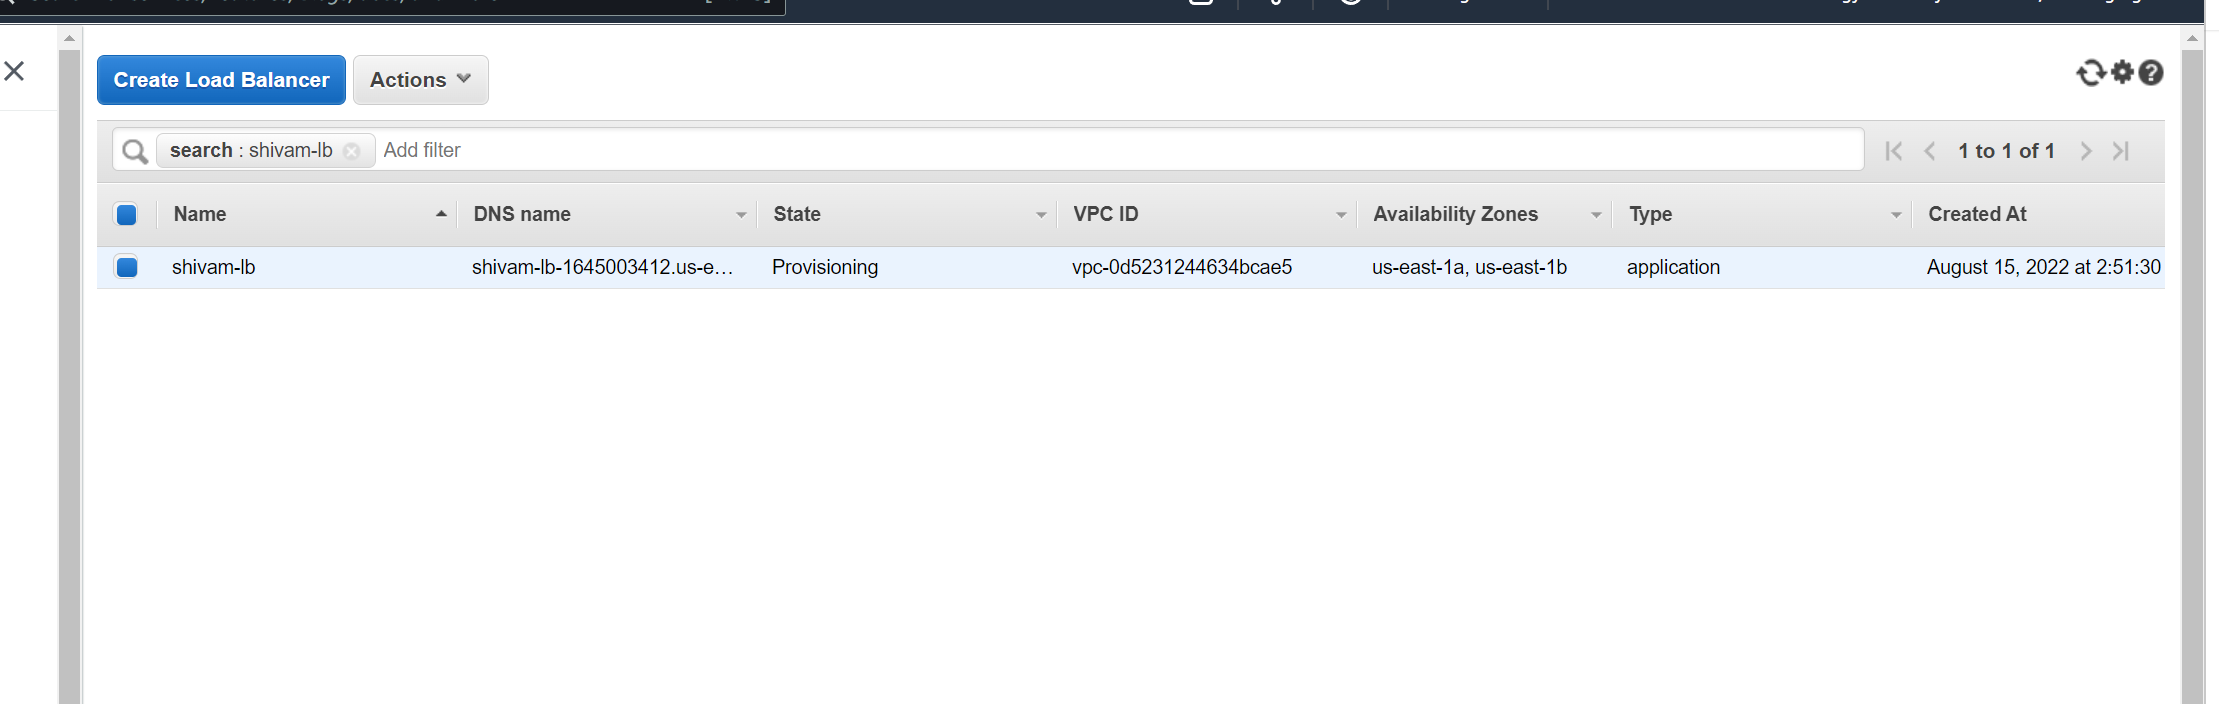 Create Load Balancer Actions
search : shivam-lb Add filter 1 to 1 of 1
Name DNS name State VPC ID Availability Zones Type Created At
shivam-lb shivam-lb-1645003412.us-e... Provisioning vpc-0d5231244634bcae5 us-east-1a, us-east-1b application August 15, 2022 at 2:51:30